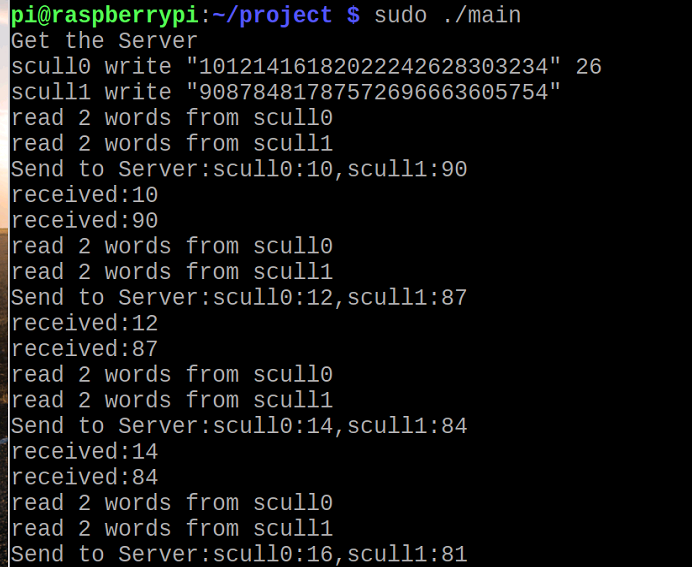 pi@raspberrypi:~/project $ sudo ./main
Get the Server
scull0 write "10121416182022242628303234" 26
scull1 write "90878481787572696663605754"
read 2 words from scull0
read 2 words from scull1
Send to Server:scull0:10,scull1:90
received:10
received:90
read 2 words from scull0
read 2 words from scull1
Send to Server:scull0:12,scull1:87
received:12
received:87
read 2 words from scull0
read 2 words from scull1
Send to Server:scull0:14,scull1:84
received:14
received:84
read 2 words from scull0
read 2 words from scull1
Send to Server:scull0:16,scull1:81